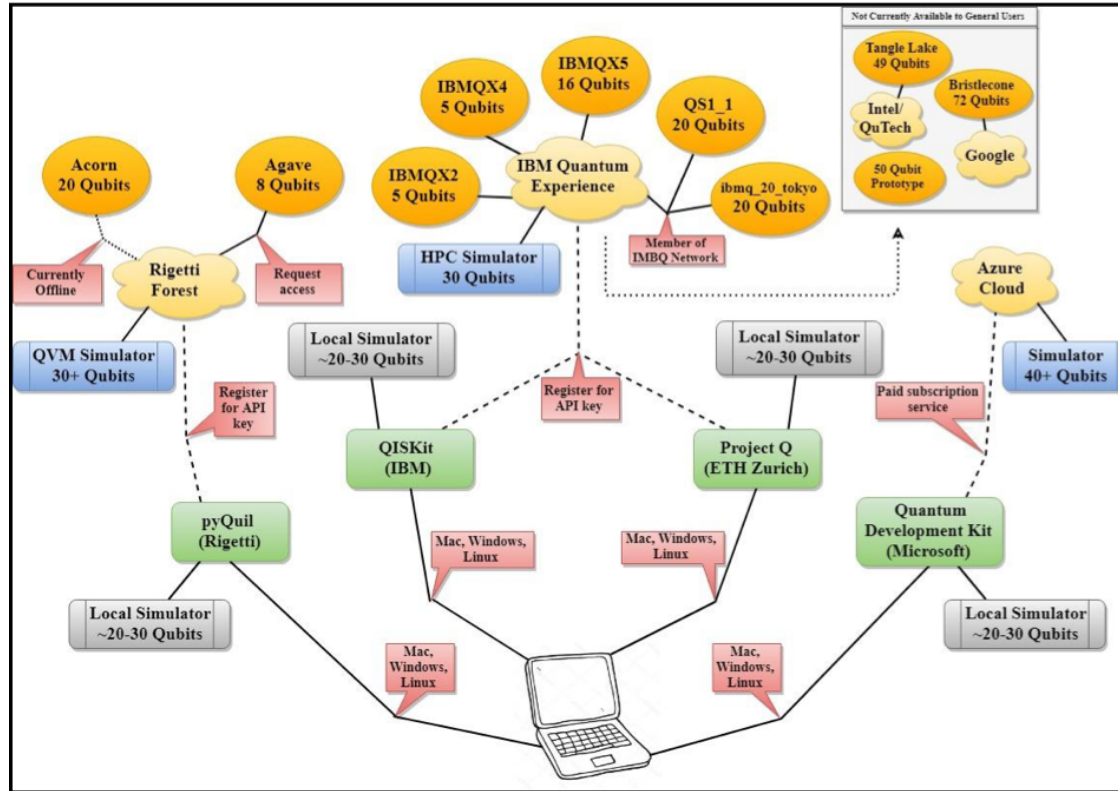 Not Currently Available to General Users
Tangle Lake
49 Qubits
Bristlecone
72 Qubits
Intel/
QuTech
Google
50 Qubit
Prototype
IBMQX4
5 Qubits
IBMQX5
16 Qubits
QS1_1
20 Qubits
IBMQX2
5 Qubits
IBM Quantum
Experience
ibmq_20_tokyo
20 Qubits
Acorn
20 Qubits
Agave
8 Qubits
Member of
IMBQ Network
HPC Simulator
30 Qubits
Currently
Offline
Rigetti
Forest
Request
access
Azure
Cloud
QVM Simulator
30+ Qubits
Local Simulator
~20-30 Qubits
Local Simulator
~20-30 Qubits
Simulator
40+ Qubits
Register
for API
key
Register for
API key
Paid subscription
service
QISKit
(IBM)
Project Q
(ETH Zurich)
pyQuil
(Rigetti)
Quantum
Development Kit
(Microsoft)
Mac, Windows,
Linux
Mac, Windows,
Linux
Local Simulator
~20-30 Qubits
Local Simulator
~20-30 Qubits
Mac,
Windows,
Linux
Mac,
Windows,
Linux